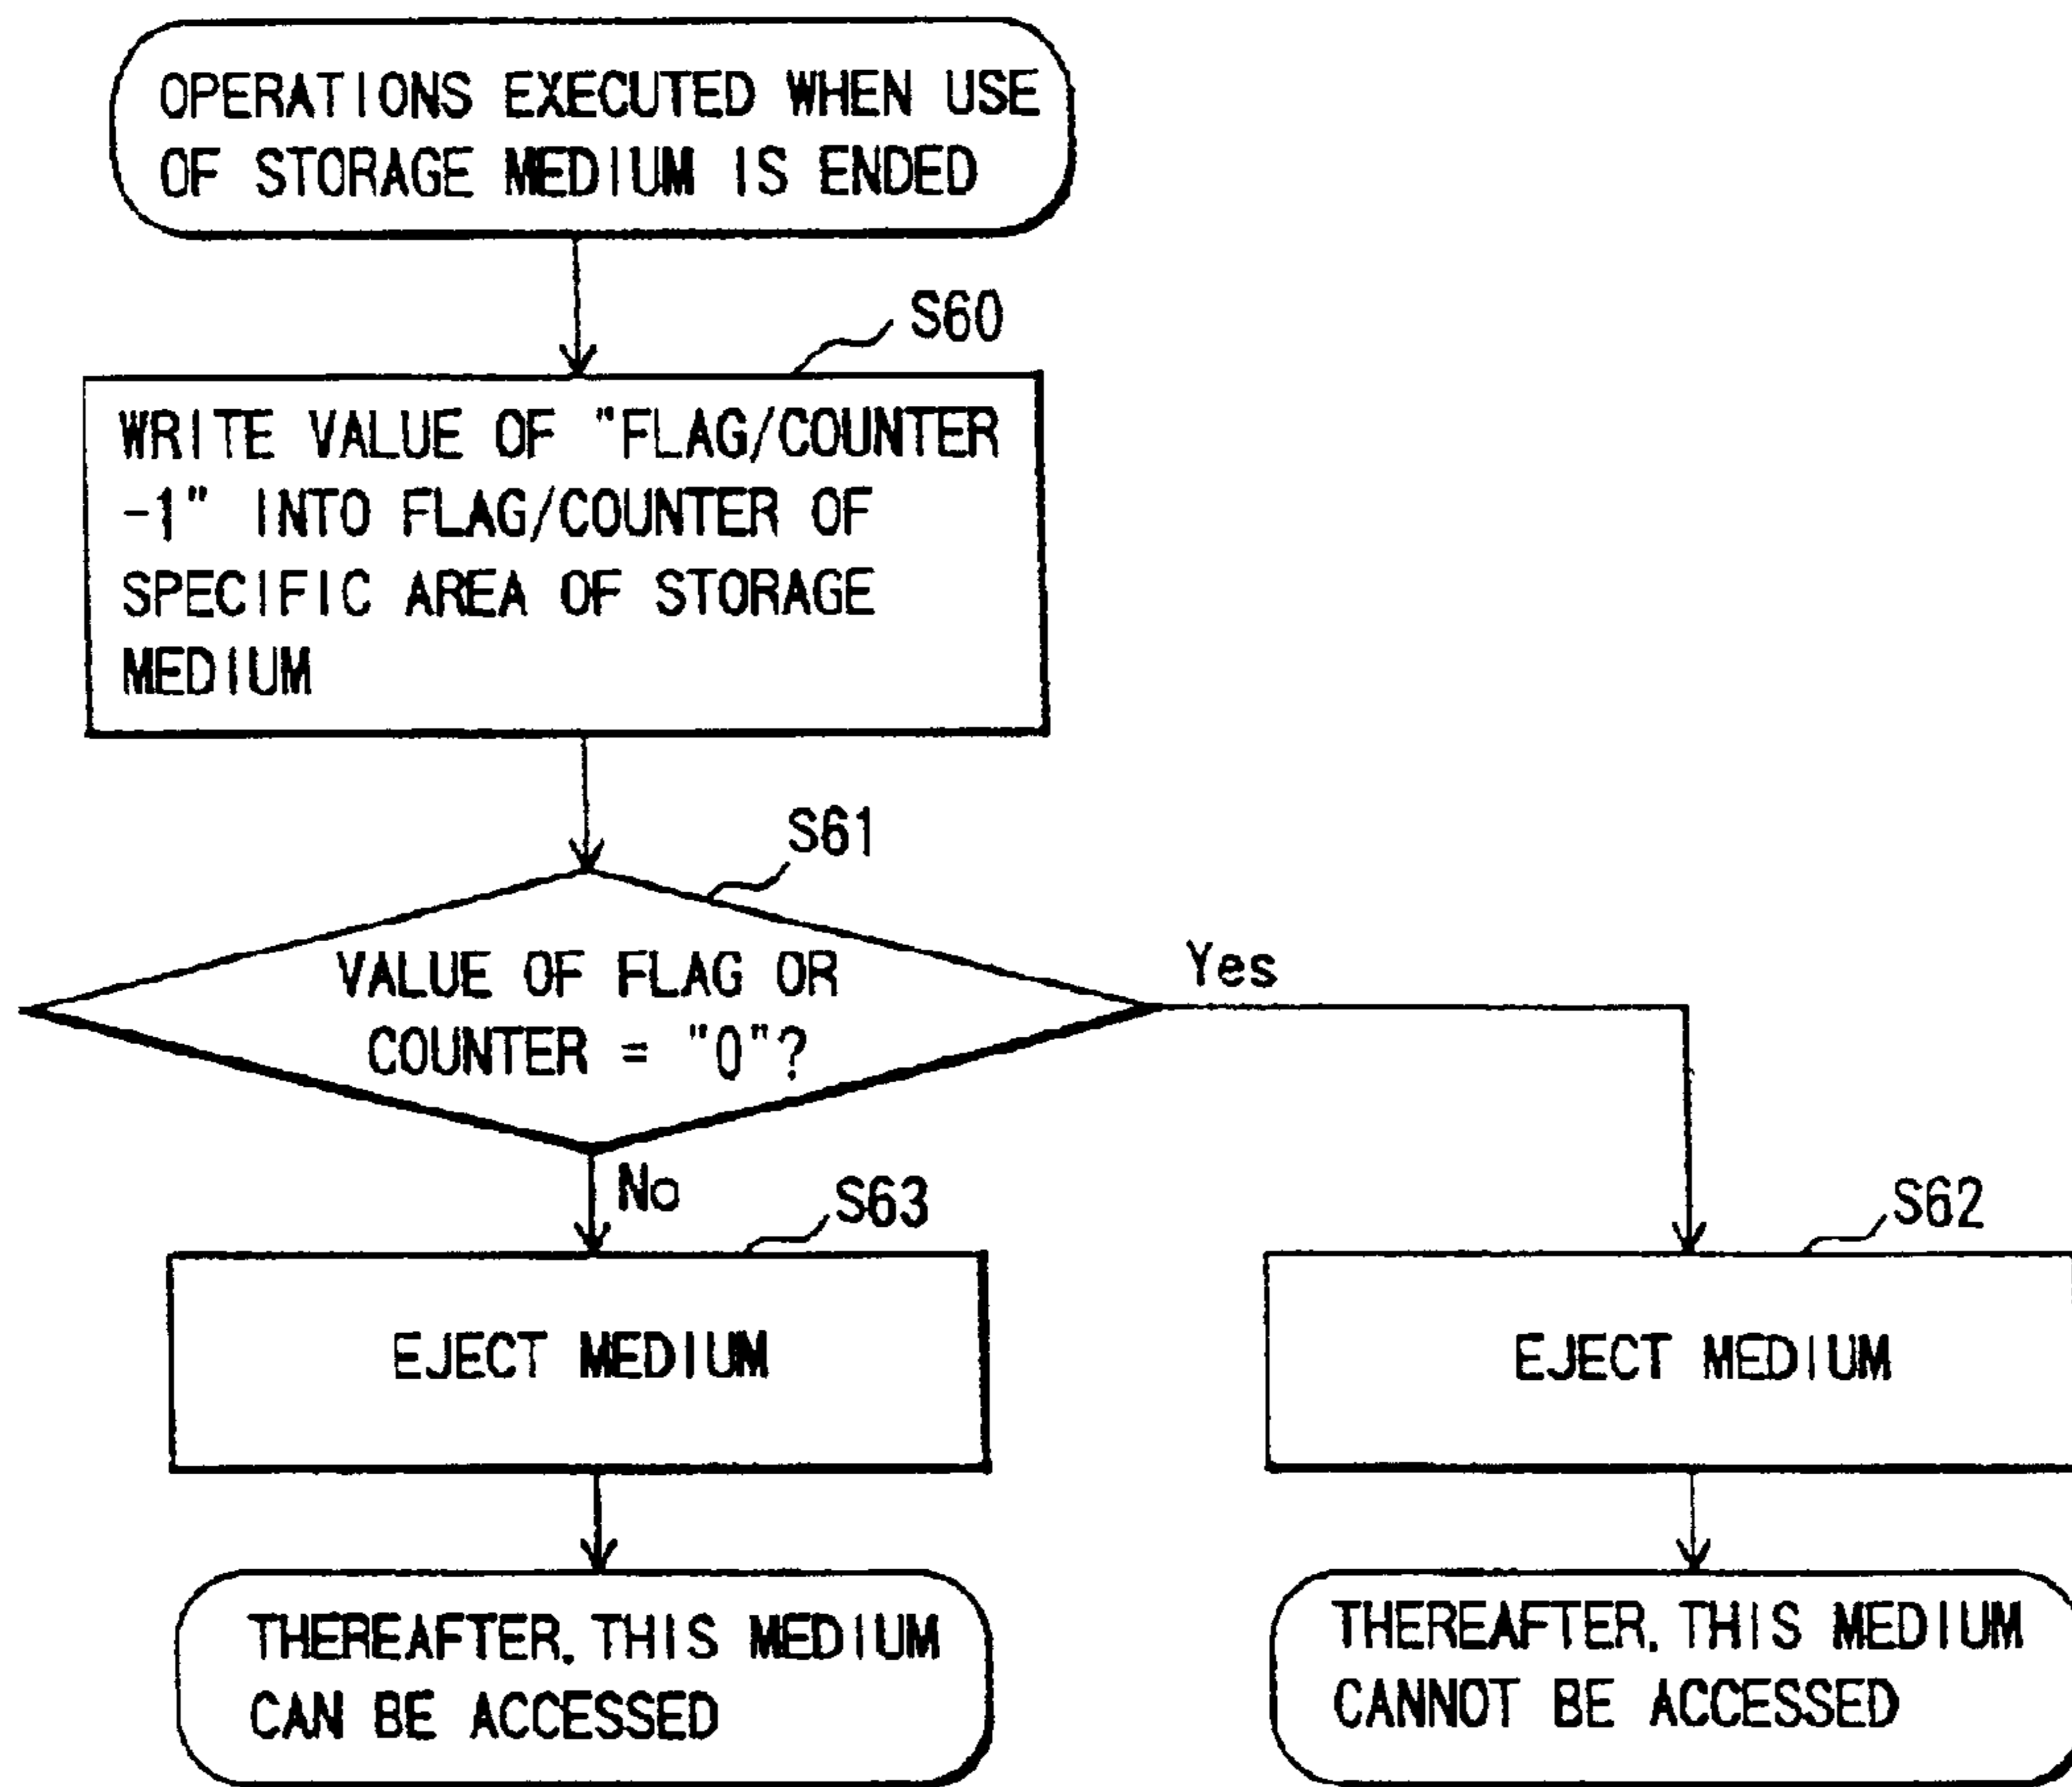 OPERATIONS EXECUTED WHEN USE
OF STORAGE MEDIUM IS ENDED
S60
WRITE VALUE OF "FLAG/COUNTER
-1" INTO FLAG/COUNTER OF
SPECIFIC AREA OF STORAGE
MEDIUM
S61
VALUE OF FLAG OR
COUNTER = "0"?
Yes
No
S63
EJECT MEDIUM
THEREAFTER, THIS MEDIUM
CAN BE ACCESSED
S62
EJECT MEDIUM
THEREAFTER, THIS MEDIUM
CANNOT BE ACCESSED